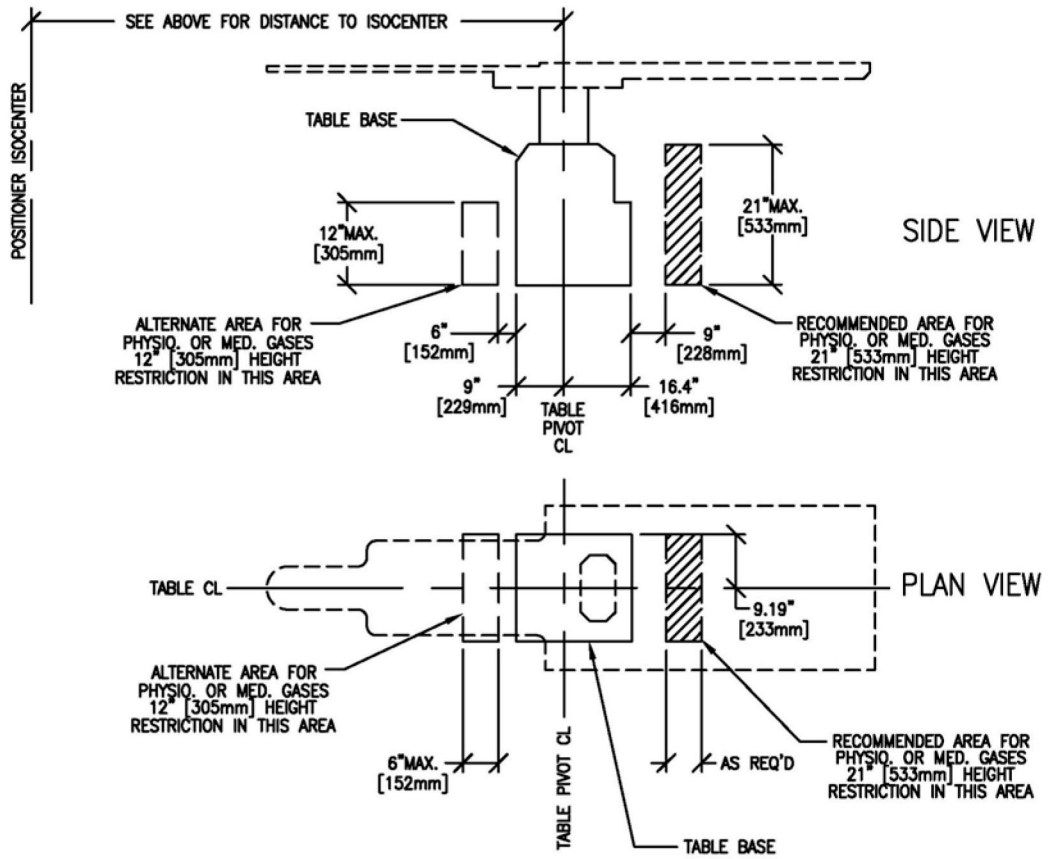 SEE ABOVE FOR DISTANCE TO ISOCENTER
POSITIONER ISOCENTER
TABLE BASE
12"MAX.
[305mm]
21"MAX.
[533mm]
SIDE VIEW
ALTERNATE AREA FOR
PHYSIO. OR MED. GASES
12" [305mm] HEIGHT
RESTRICTION IN THIS AREA
6"
[152mm]
9"
[228mm]
RECOMMENDED AREA FOR
PHYSIO. OR MED. GASES
21" [533mm] HEIGHT
RESTRICTION IN THIS AREA
9"
[229mm]
TABLE
PIVOT
CL
16.4"
[416mm]
TABLE CL
PLAN VIEW
9.19"
[233mm]
ALTERNATE AREA FOR
PHYSIO. OR MED. GASES
12" [305mm] HEIGHT
RESTRICTION IN THIS AREA
6"MAX.
[152mm]
TABLE PIVOT CL
AS REQ'D
RECOMMENDED AREA FOR
PHYSIO. OR MED. GASES
21" [533mm] HEIGHT
RESTRICTION IN THIS AREA
TABLE BASE